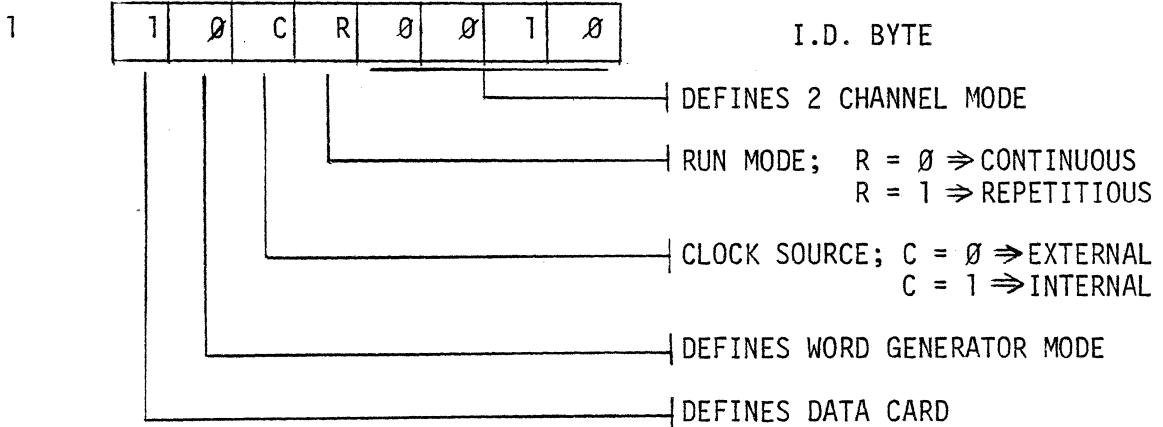 1 1 Ø C R Ø Ø 1 Ø I.D. BYTE
DEFINES 2 CHANNEL MODE
RUN MODE; R = Ø ⇒ CONTINUOUS
R = 1 ⇒ REPETITIOUS
CLOCK SOURCE; C = Ø ⇒ EXTERNAL
C = 1 ⇒ INTERNAL
DEFINES WORD GENERATOR MODE
DEFINES DATA CARD